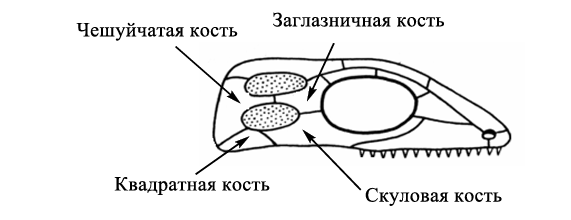 Заглазничная кость
Чешуйчатая кость
Квадратная кость
Скуловая кость